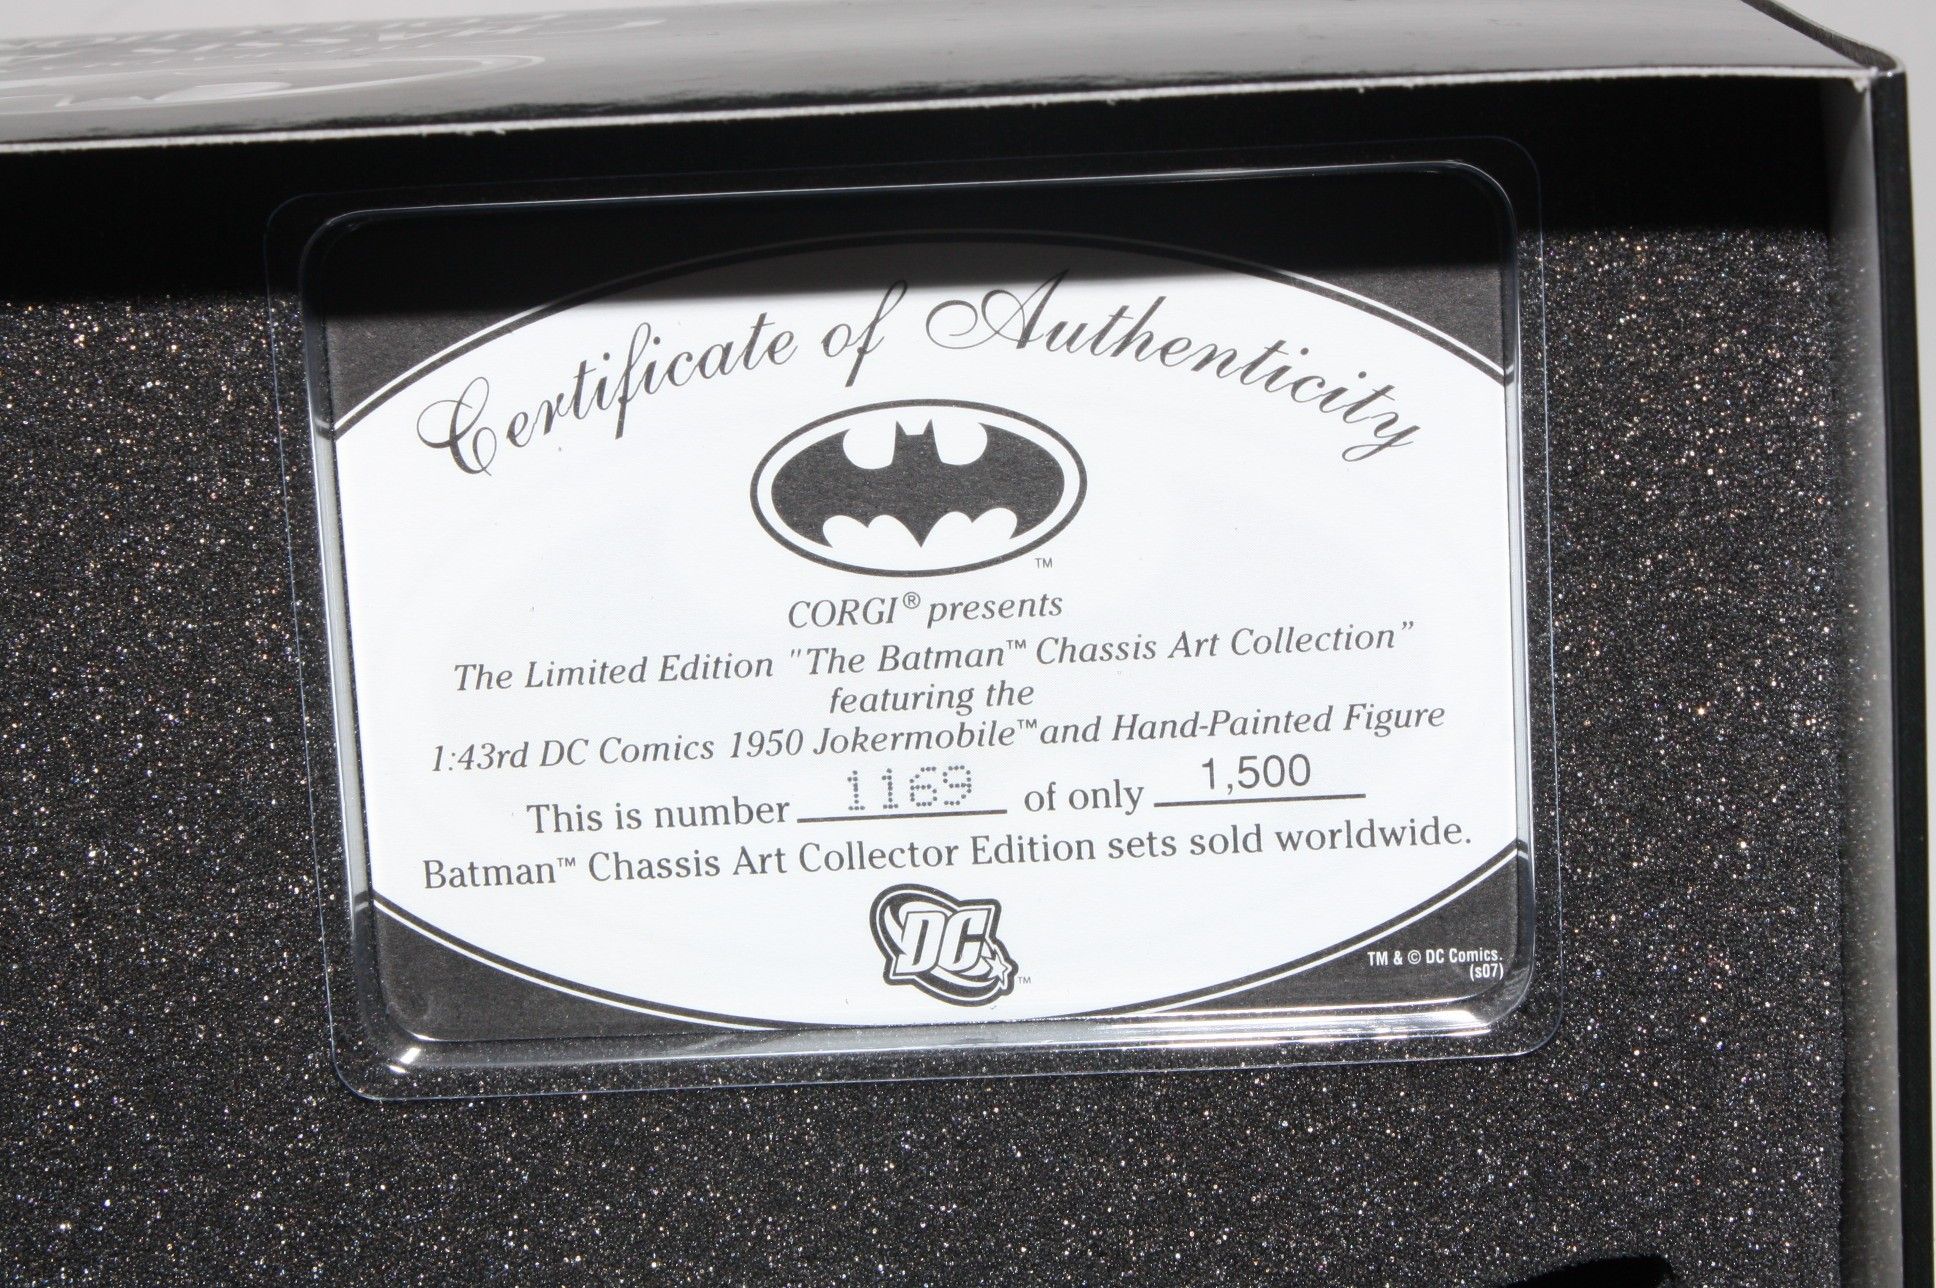 Certificate of Authenticity
TM
CORGI® presents
The Limited Edition "The Batman™ Chassis Art Collection”
featuring the
1:43rd DC Comics 1950 Jokermobile™ and Hand-Painted Figure
This is number 1169 of only 1,500
Batman™ Chassis Art Collector Edition sets sold worldwide.
DC
TM
TM & © DC Comics.
(s07)